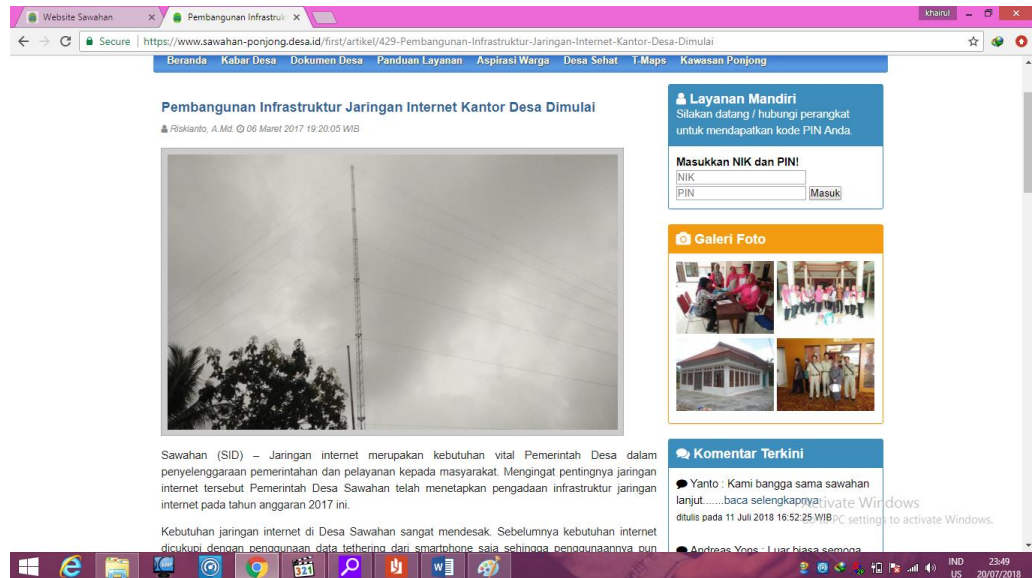 Website Sawahan
Pembangunan Infrastruk
khairul
Secure
https://www.sawahan-ponjong.desa.id/first/artikel/429-Pembangunan-Infrastruktur-Jaringan-Internet-Kantor-Desa-Dimulai
Beranda Kabar Desa Dokumen Desa Panduan Layanan Aspirasi Warga Desa Sehat T-Maps Kawasan Ponjong
Pembangunan Infrastruktur Jaringan Internet Kantor Desa Dimulai
Riskianto, A.Md. 06 Maret 2017 19:20:05 WIB
Sawahan (SID) – Jaringan internet merupakan kebutuhan vital Pemerintah Desa dalam
penyelenggaraan pemerintahan dan pelayanan kepada masyarakat. Mengingat pentingnya jaringan
internet tersebut Pemerintah Desa Sawahan telah menetapkan pengadaan infrastruktur jaringan
internet pada tahun anggaran 2017 ini.
Kebutuhan jaringan internet di Desa Sawahan sangat mendesak. Sebelumnya kebutuhan internet
dicukupi dengan penggunaan data tethering dari smartphone saja sehingga penggunaannya pun
Layanan Mandiri
Silakan datang / hubungi perangkat
untuk mendapatkan kode PIN Anda.
Masukkan NIK dan PIN!
NIK
PIN
Masuk
Galeri Foto
Komentar Terkini
Yanto : Kami bangga sama sawahan
lanjut.......baca selengkapnya
ditulis pada 11 Juli 2018 16:52:25 WIB
Andreas Yops : Luar biasa semoga
Activate Windows
Go to PC settings to activate Windows.
321
IND
US
23:49
20/07/2018